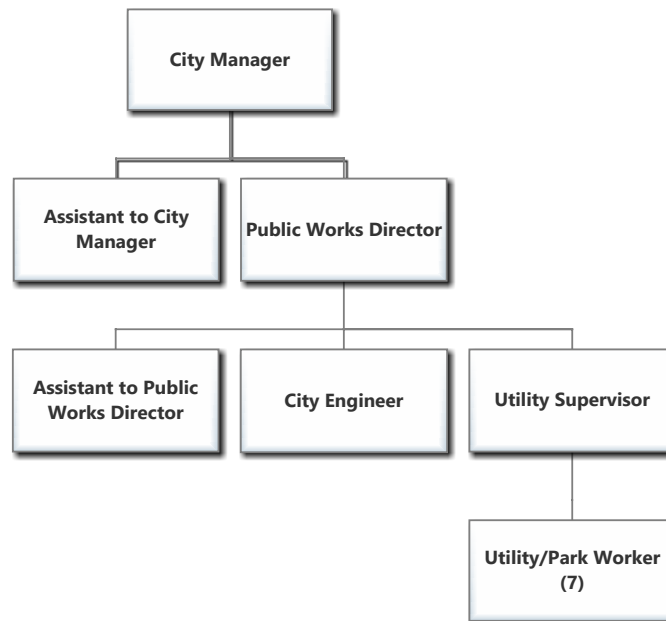 City Manager
Assistant to City
Manager
Public Works Director
Assistant to Public
Works Director
City Engineer
Utility Supervisor
Utility/Park Worker
(7)